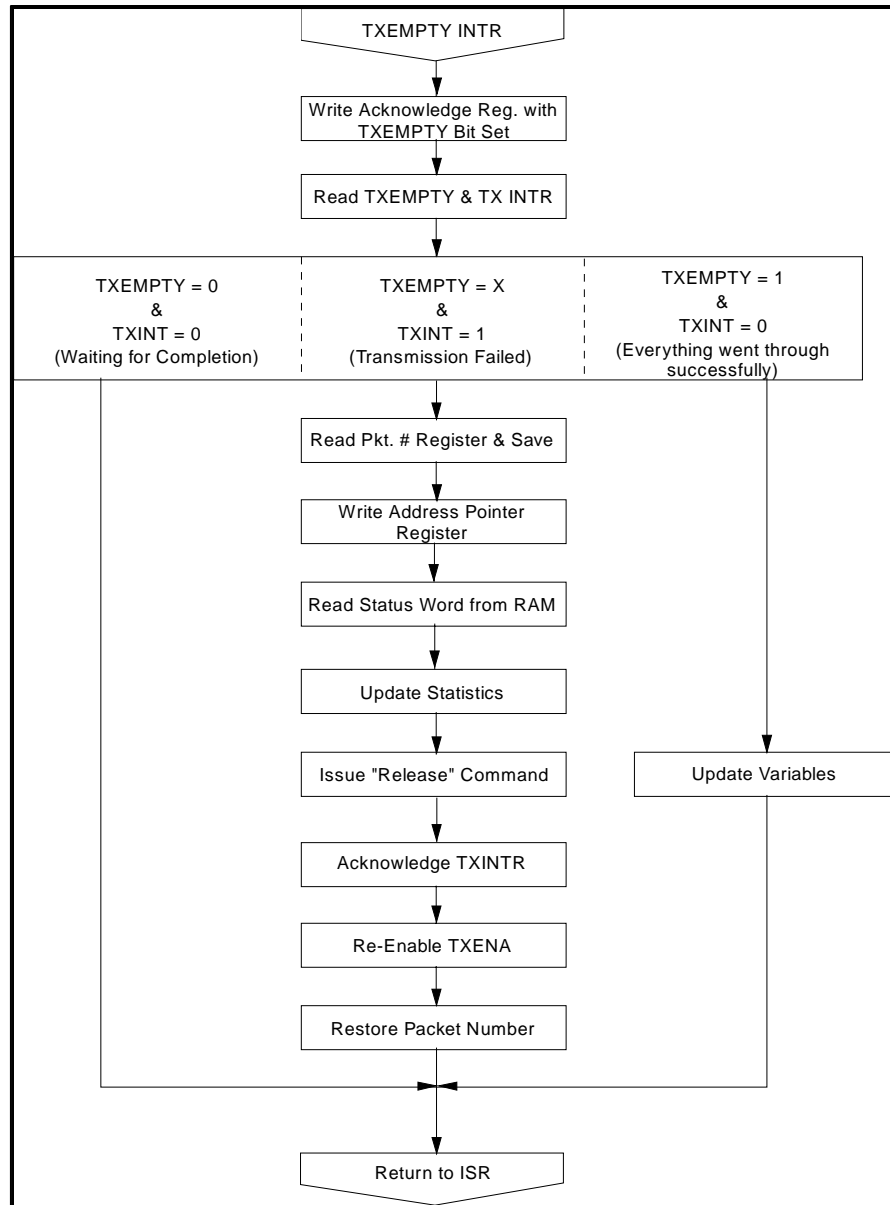 TXEMPTY INTR
Write Acknowledge Reg. with
TXEMPTY Bit Set
Read TXEMPTY & TX INTR
TXEMPTY = 0
&
TXINT = 0
(Waiting for Completion)
TXEMPTY = X
&
TXINT = 1
(Transmission Failed)
TXEMPTY = 1
&
TXINT = 0
(Everything went through
successfully)
Read Pkt. # Register & Save
Write Address Pointer
Register
Read Status Word from RAM
Update Statistics
Issue "Release" Command
Update Variables
Acknowledge TXINTR
Re-Enable TXENA
Restore Packet Number
Return to ISR